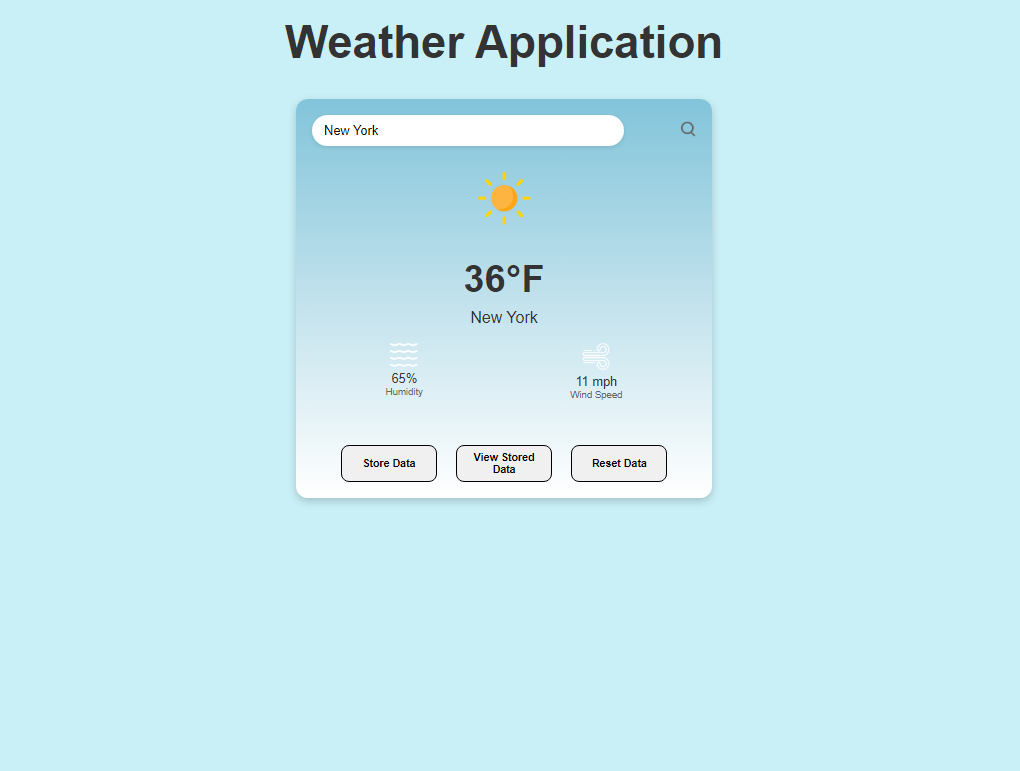 Weather Application
New York
36°F
New York
65%
Humidity
11 mph
Wind Speed
Store Data
View Stored
Data
Reset Data